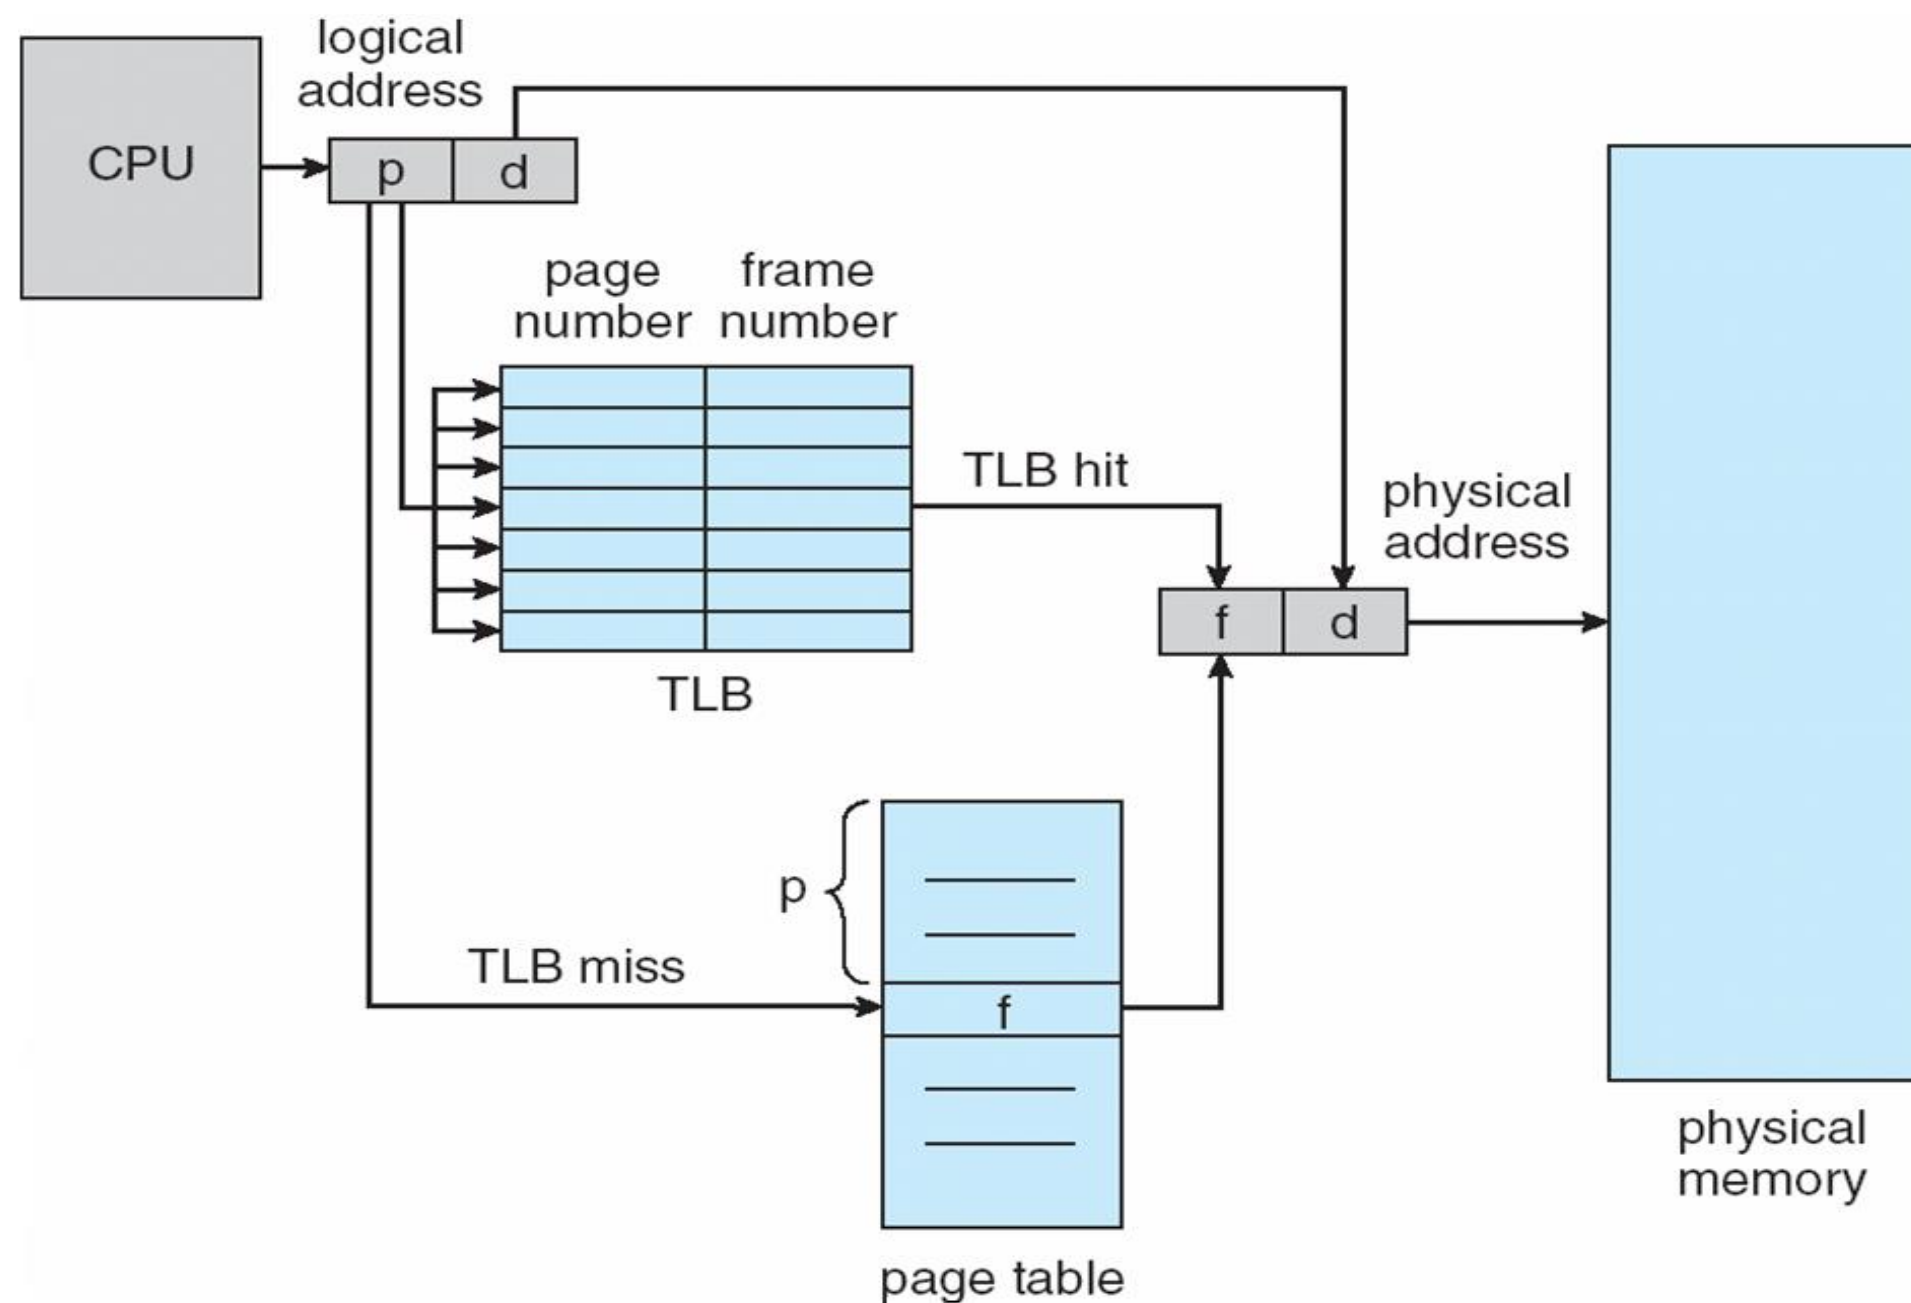 logical
address
CPU
p
d
page
number
frame
number
TLB hit
physical
address
f
d
TLB
p
TLB miss
f
physical
memory
page table